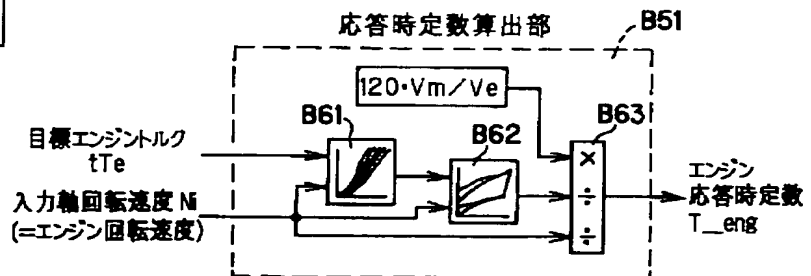 応答時定数算出部
B51
120・Vm/Ve
B61
B62
B63
目標エンジントルク
tTe
入力軸回転速度 Ni
(=エンジン回転速度)
×
÷
÷
エンジン
応答時定数
T_eng